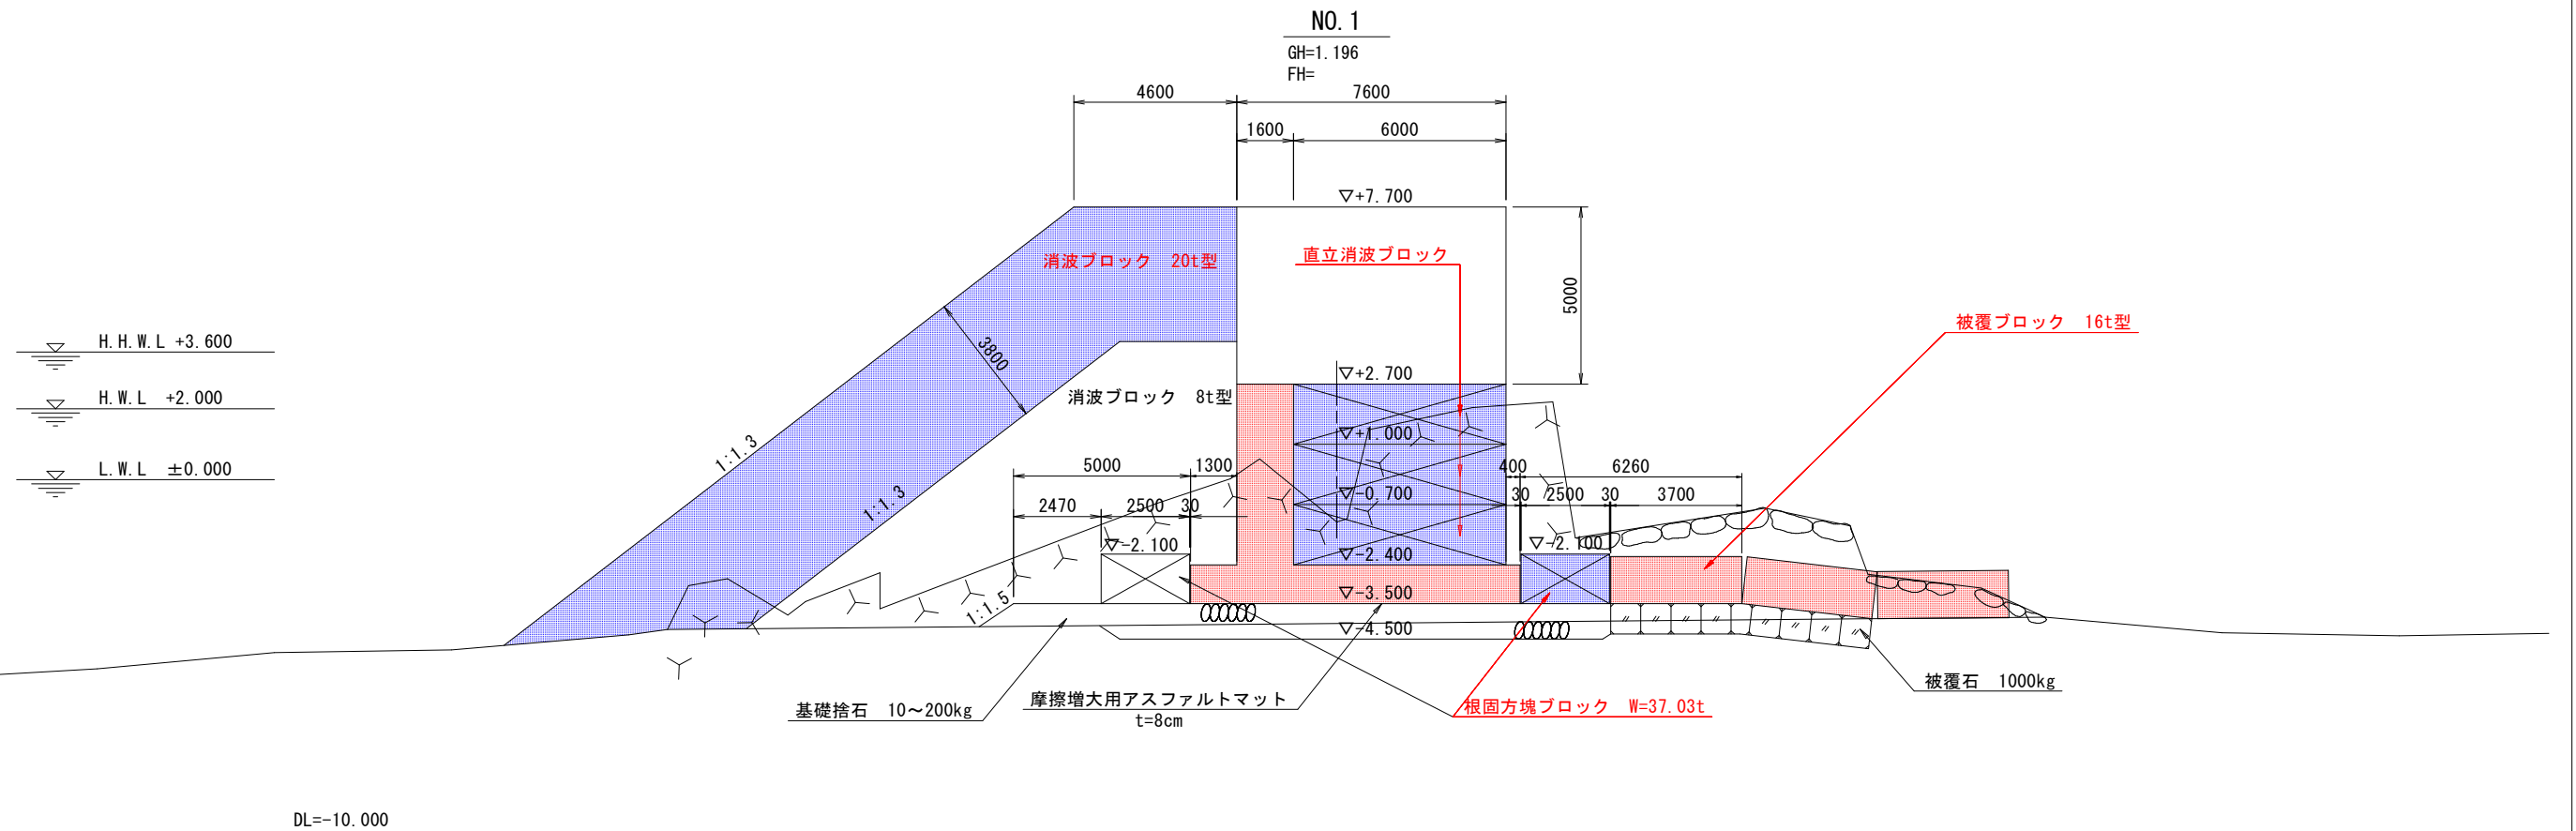 NO.1
GH=1.196
FH=
4600
7600
1600
6000
▽+7.700
消波ブロック 20t型
直立消波ブロック
5000
被覆ブロック 16t型
H.H.W.L +3.600
3800
▽+2.700
H.W.L +2.000
消波ブロック 8t型
▽+1.000
1:1.3
L.W.L ±0.000
5000
1300
400
6260
1:1.3
2470
2500
30
▽-0.700
30
2500
30
3700
▽-2.100
▽-2.400
▽-2.100
1:1.5
▽-3.500
▽-4.500
基礎捨石 10~200kg
摩擦増大用アスファルトマット
t=8cm
根固方塊ブロック W=37.03t
被覆石 1000kg
DL=-10.000